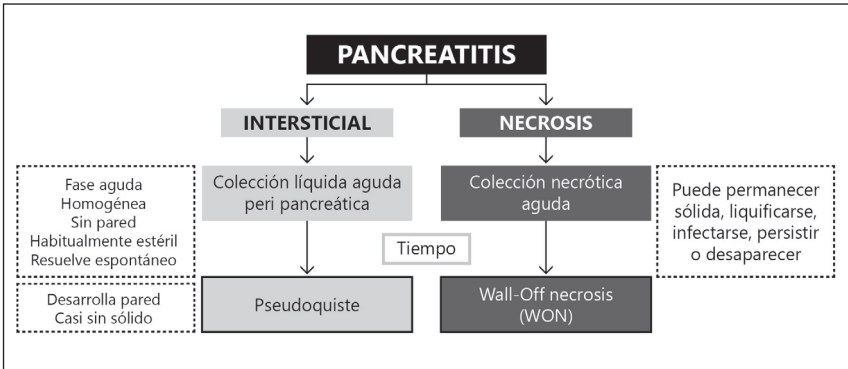 PANCREATITIS
INTERSTICIAL
NECROSIS
Fase aguda
Homogénea
Sin pared
Habitualmente estéril
Resuelve espontáneo
Colección líquida aguda
peri pancreática
Colección necrótica
aguda
Puede permanecer
sólida, liquificarse,
infectarse, persistir
o desaparecer
Tiempo
Desarrolla pared
Casi sin sólido
Pseudoquiste
Wall-Off necrosis
(WON)